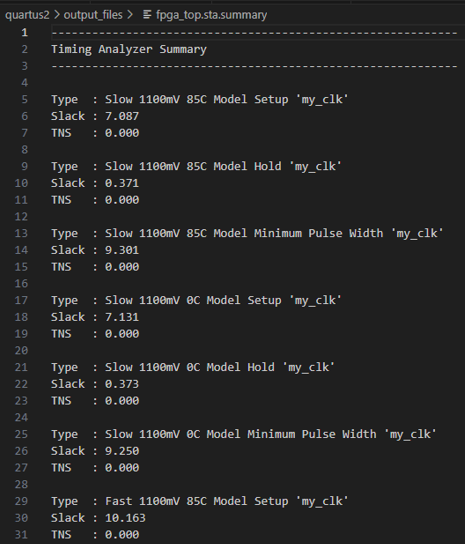 quartus2 > output_files > fpga_top.sta.summary
1 ------------------------------------------------------------
2 Timing Analyzer Summary
3 ------------------------------------------------------------
4
5 Type  : Slow 1100mV 85C Model Setup 'my_clk'
6 Slack : 7.087
7 TNS   : 0.000
8
9 Type  : Slow 1100mV 85C Model Hold 'my_clk'
10 Slack : 0.371
11 TNS   : 0.000
12
13 Type  : Slow 1100mV 85C Model Minimum Pulse Width 'my_clk'
14 Slack : 9.301
15 TNS   : 0.000
16
17 Type  : Slow 1100mV 0C Model Setup 'my_clk'
18 Slack : 7.131
19 TNS   : 0.000
20
21 Type  : Slow 1100mV 0C Model Hold 'my_clk'
22 Slack : 0.373
23 TNS   : 0.000
24
25 Type  : Slow 1100mV 0C Model Minimum Pulse Width 'my_clk'
26 Slack : 9.250
27 TNS   : 0.000
28
29 Type  : Fast 1100mV 85C Model Setup 'my_clk'
30 Slack : 10.163
31 TNS   : 0.000